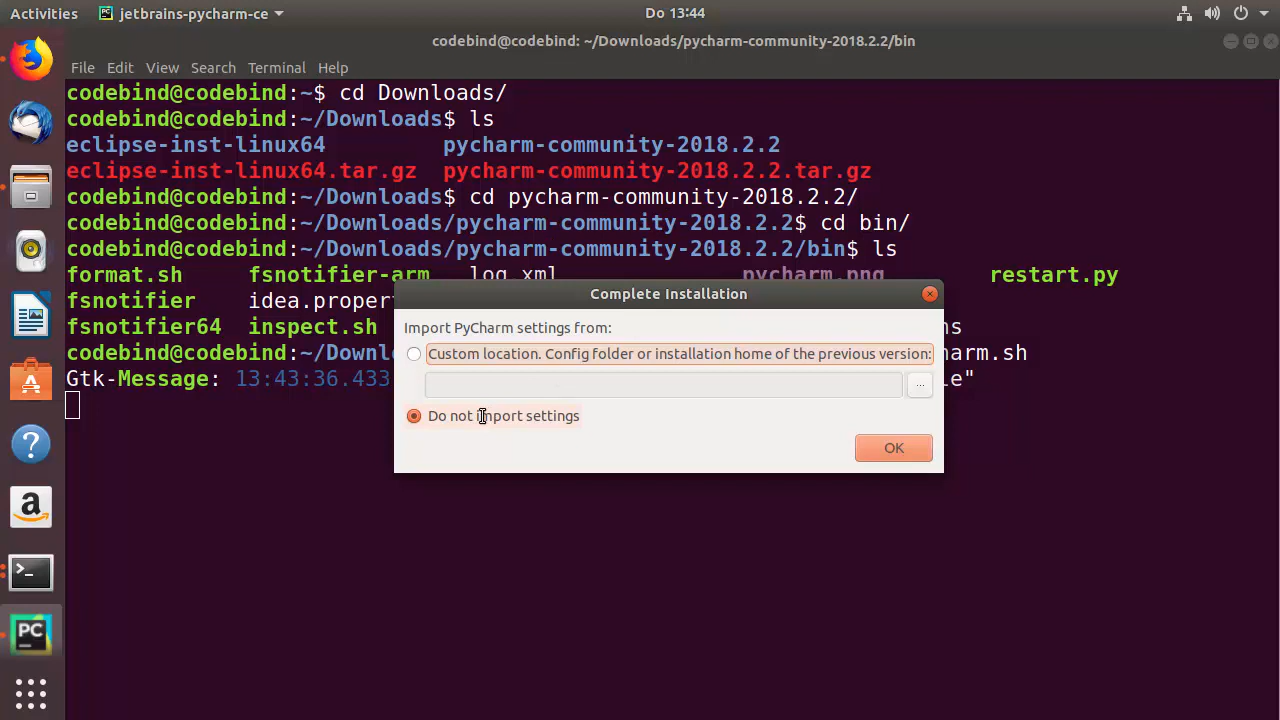 Activities jetbrains-pycharm-ce Do 13:44
codebind@codebind: ~/Downloads/pycharm-community-2018.2.2/bin
File Edit View Search Terminal Help
codebind@codebind:~$ cd Downloads/
codebind@codebind:~/Downloads$ ls
eclipse-inst-linux64 pycharm-community-2018.2.2
eclipse-inst-linux64.tar.gz pycharm-community-2018.2.2.tar.gz
codebind@codebind:~/Downloads$ cd pycharm-community-2018.2.2/
codebind@codebind:~/Downloads/pycharm-community-2018.2.2$ cd bin/
codebind@codebind:~/Downloads/pycharm-community-2018.2.2/bin$ ls
format.sh fsnotifier-arm log.xml pycharm.png restart.py
fsnotifier idea.propert
fsnotifier64 inspect.sh s
codebind@codebind:~/Downl arm.sh
Gtk-Message: 13:43:36.433 le"
Complete Installation
Import PyCharm settings from:
Custom location. Config folder or installation home of the previous version:
...
Do not import settings
OK
PC